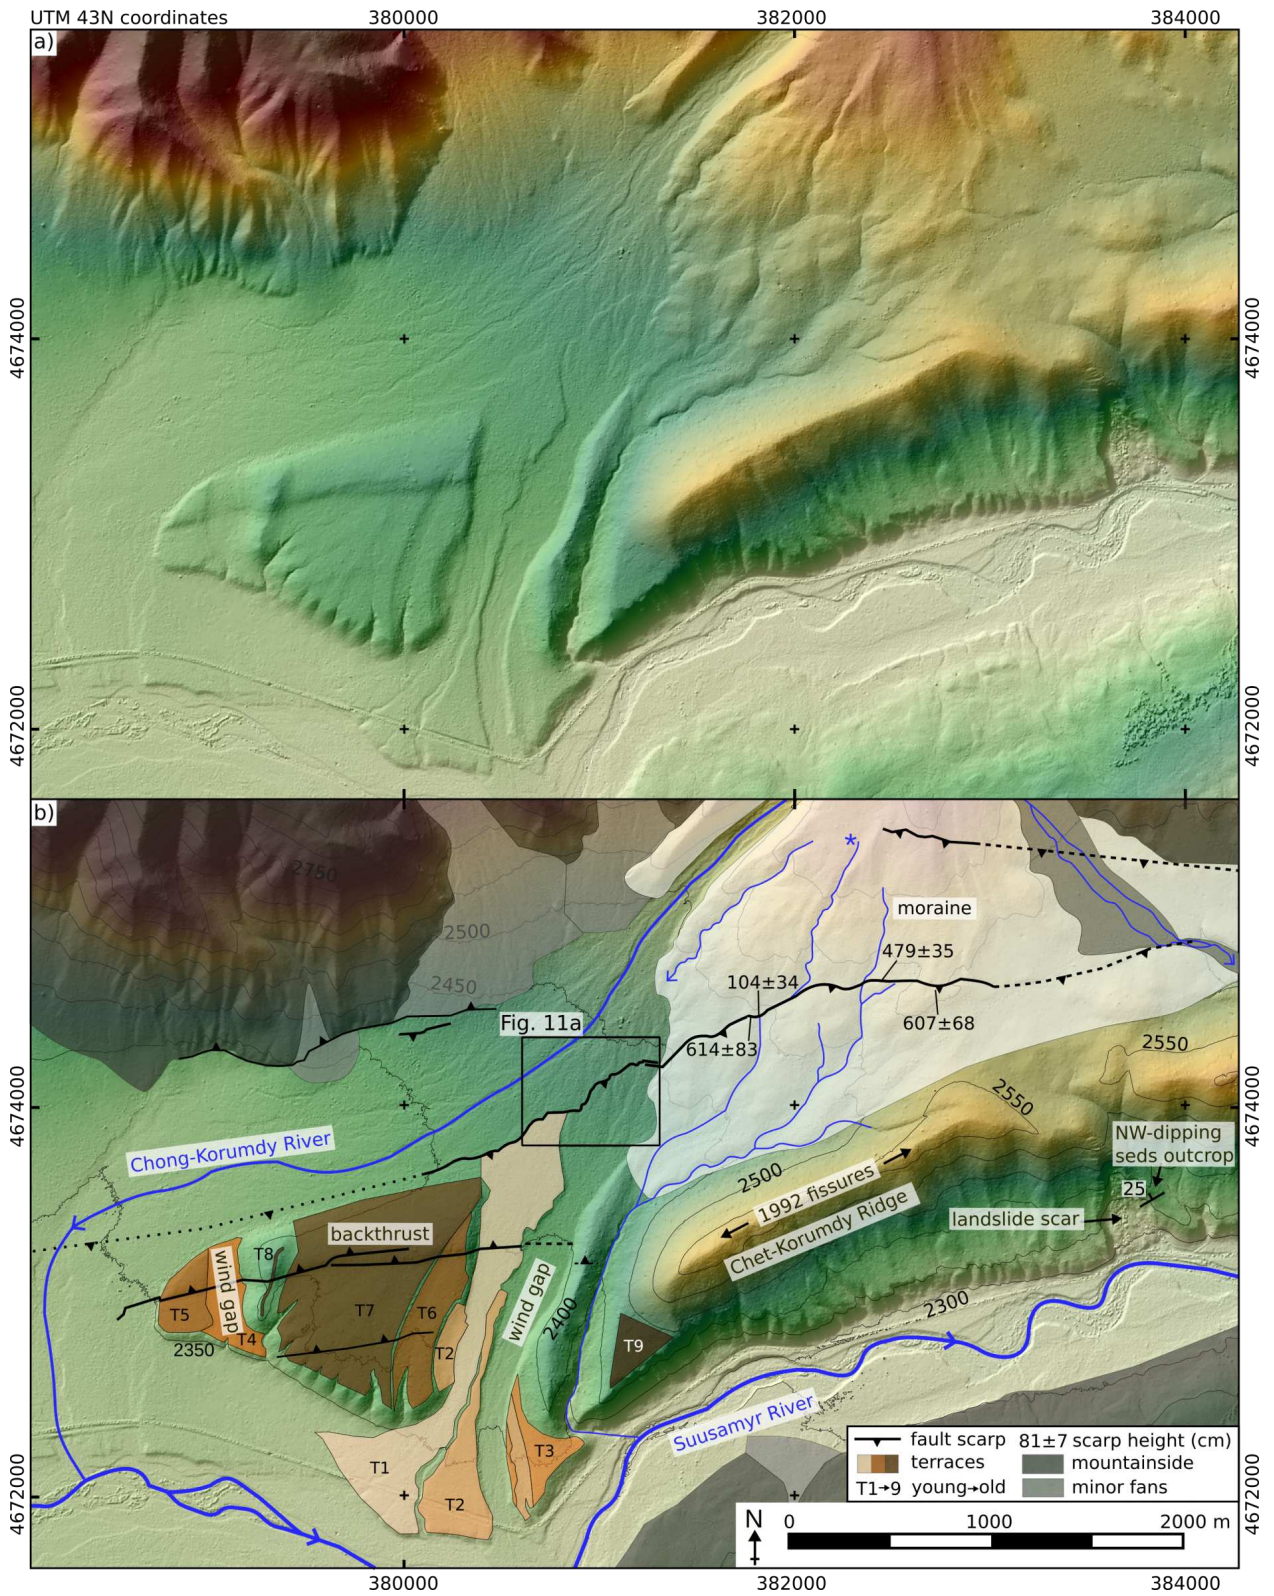 UTM 43N coordinates
380000
382000
384000
a)
4674000
4674000
4672000
4672000
b)
2750
2500
2450
*
moraine
479±35
104±34
Fig. 11a
614±83
607±68
2550
2550
4674000
4674000
Chong-Korumdy River
NW-dipping
seds outcrop
25
2500
1992 fissures
Chet-Korumdy Ridge
landslide scar
backthrust
T8
wind gap
wind gap
2400
2300
T5
T7
T6
T4
T2
2350
T9
Suusamyr River
T1
T3
T2
fault scarp
81±7 scarp height (cm)
terraces
mountainside
T1→9 young→old
minor fans
4672000
4672000
N
0
1000
2000 m
380000
382000
384000